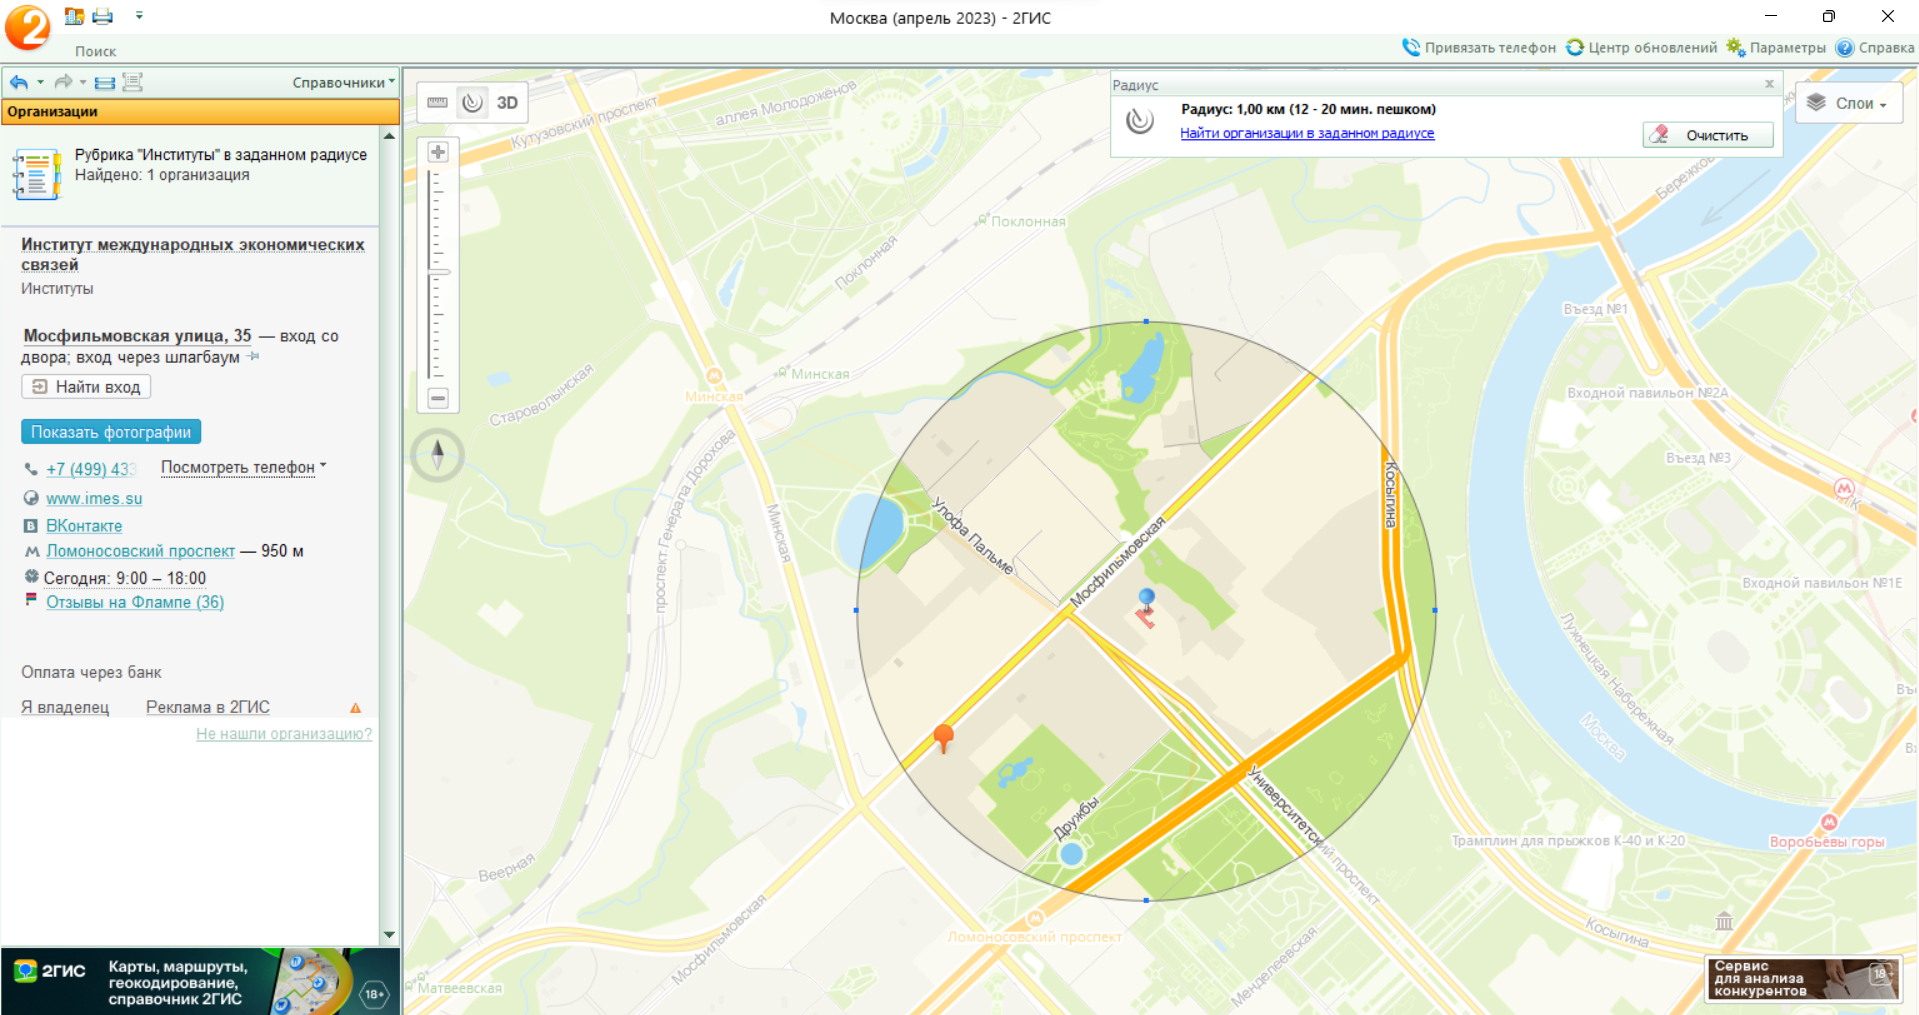 Москва (апрель 2023) - 2ГИС
Поиск
Привязать телефон
Центр обновлений
Параметры
Справка
Справочники
Организации
Рубрика "Институты" в заданном радиусе
Найдено: 1 организация
Институт международных экономических
связей
Институты
Мосфильмовская улица, 35 — вход со
двора; вход через шлагбаум
Найти вход
Показать фотографии
+7 (499) 433
Посмотреть телефон
www.imes.su
ВКонтакте
Ломоносовский проспект — 950 м
Сегодня: 9:00 – 18:00
Отзывы на Флампе (36)
Оплата через банк
Я владелец
Реклама в 2ГИС
Не нашли организацию?
2ГИС
Карты, маршруты,
геокодирование,
справочник 2ГИС
18+
3D
Радиус
Радиус: 1,00 км (12 - 20 мин. пешком)
Найти организации в заданном радиусе
Очистить
Слои
Кутузовский проспект
аллея Молодожёнов
Поклонная
Поклонная
Бережко
Минская
Минская
Старовольнская
проспект Генерала Дорохова
Минская
Улофа Пальме
Мосфильмовская
Косыгина
Въезд №1
Входной павильон №2А
Въезд №3
Входной павильон №1Е
Лужнецкая Набережная
Москва
Въ
Дружбы
Университетский проспект
Трамплин для прыжков К-40 и К-20
Воробьёвы горы
Веерная
Мосфильмовская
Ломоносовский проспект
Менделеевская
Косыгина
Матвеевская
Сервис
для анализа
конкурентов
18+